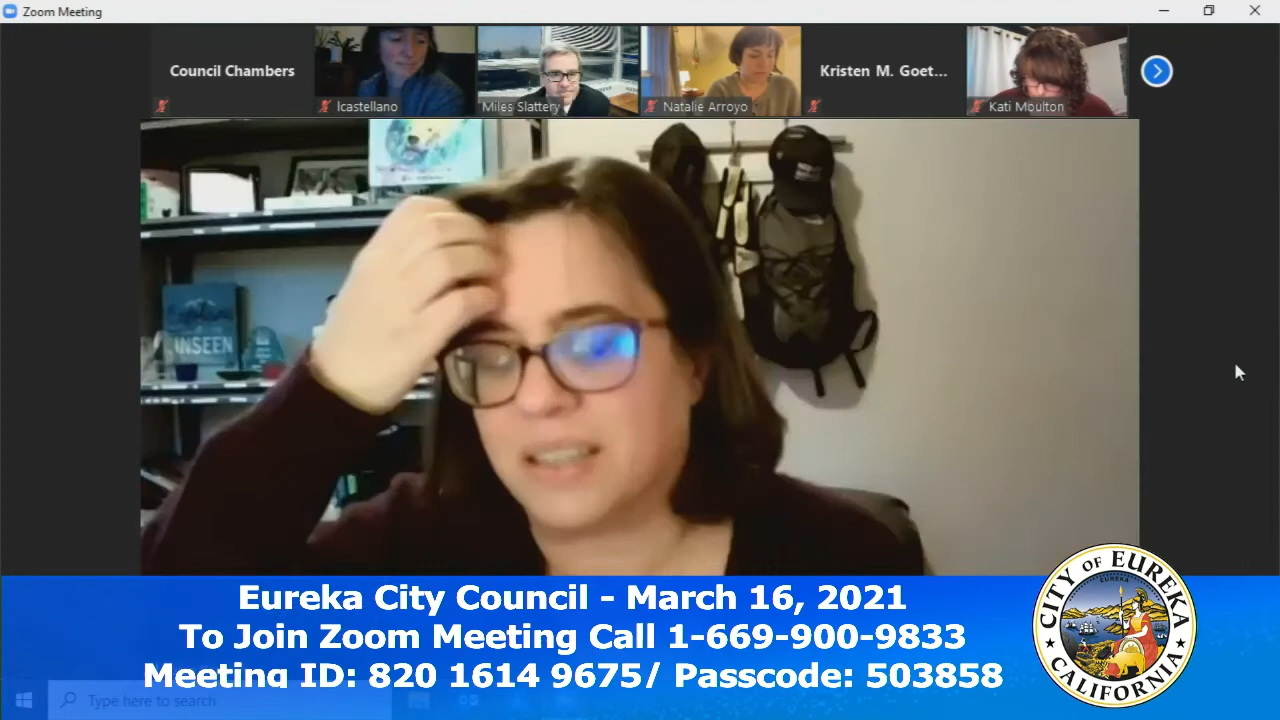 Zoom Meeting
Council Chambers
lcastellano
Miles Slattery
Natalie Arroyo
Kristen M. Goet...
Kati Moulton
UNSEEN
Eureka City Council - March 16, 2021
To Join Zoom Meeting Call 1-669-900-9833
Meeting ID: 820 1614 9675/ Passcode: 503858
CITY OF EUREKA
EUREKA
CALIFORNIA
Type here to search